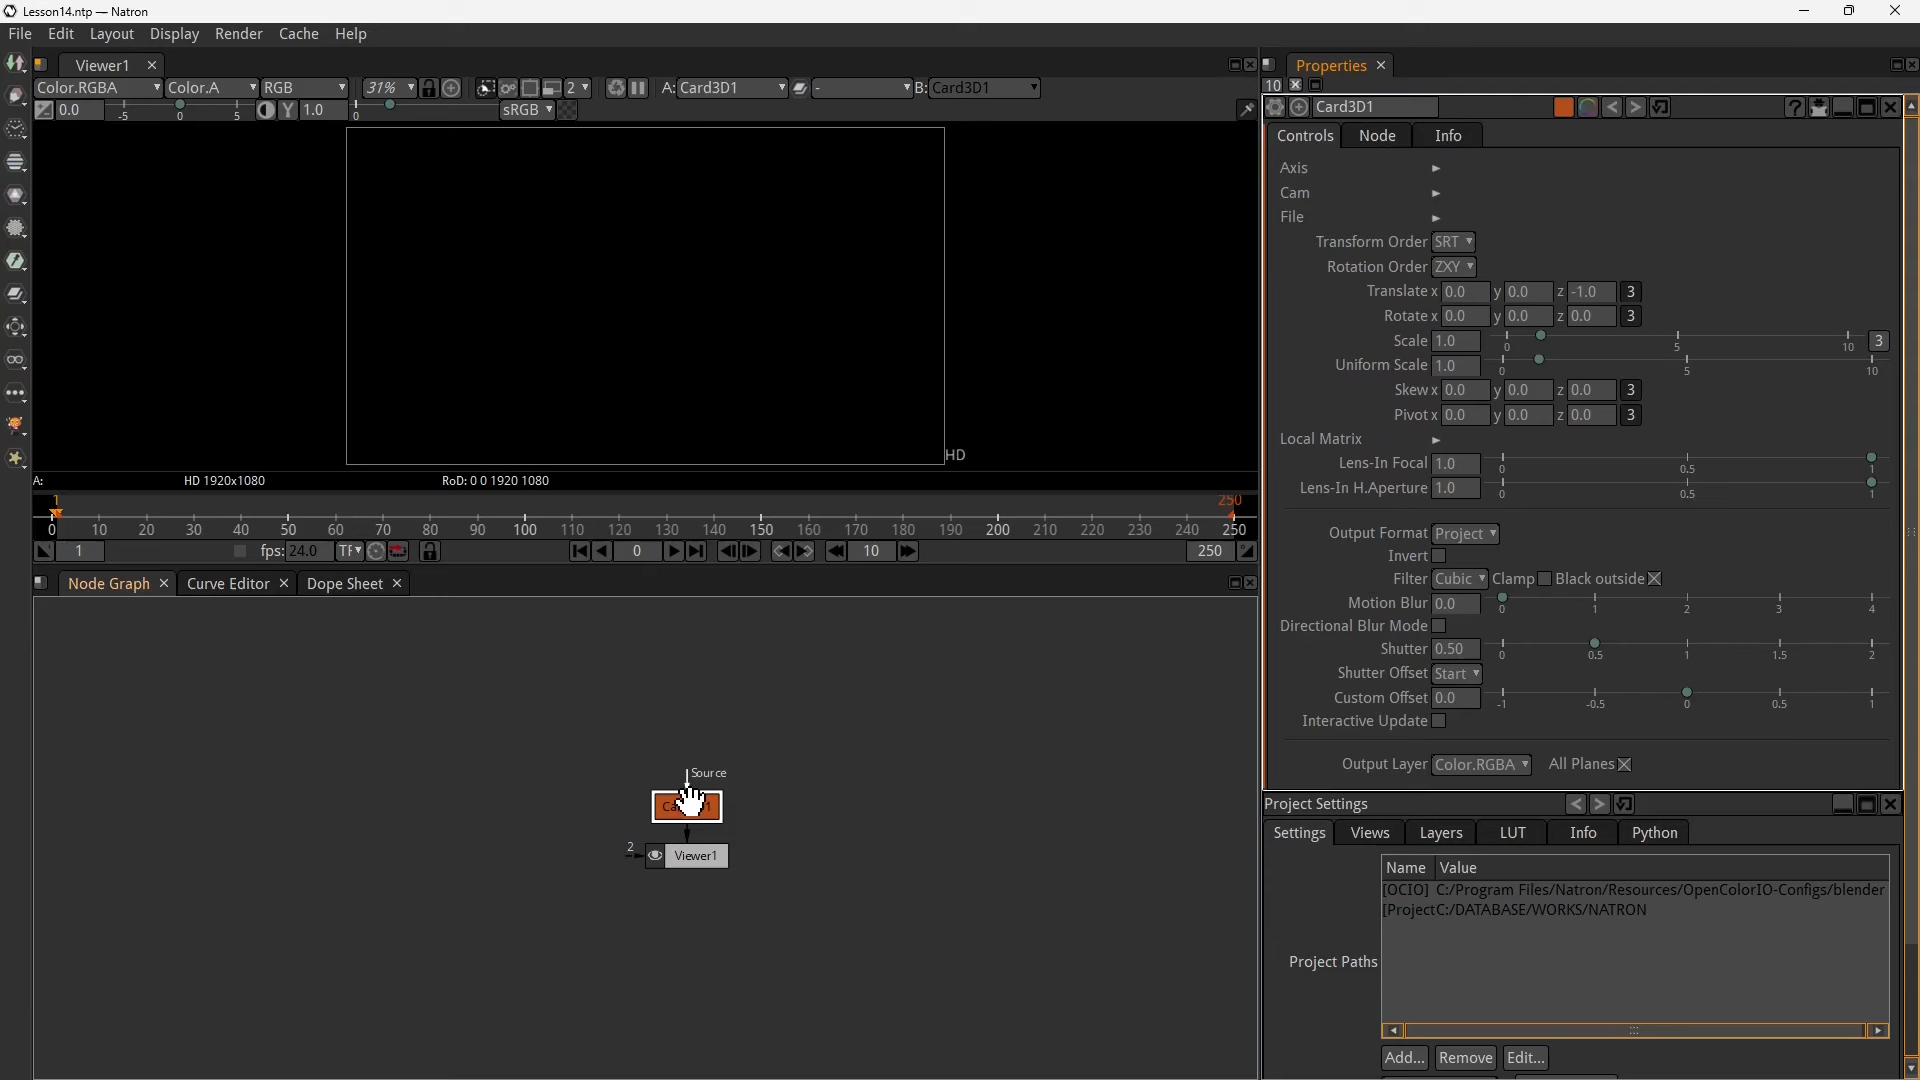 Lesson14.ntp — Natron
File Edit Layout Display Render Cache Help
Viewer1
Color.RGBA Color.A RGB 31% 2 A: Card3D1 - B: Card3D1
0.0 -5 0 5 Y 1.0 0 sRGB
HD
A: HD 1920x1080 RoD: 0 0 1920 1080
1 250
0 10 20 30 40 50 60 70 80 90 100 110 120 130 140 150 160 170 180 190 200 210 220 230 240 250
1 fps: 24.0 TF 0 10 250
Node Graph Curve Editor Dope Sheet
Source
2 Viewer1
Properties
10
Card3D1
Controls Node Info
Axis
Cam
File
Transform Order SRT
Rotation Order ZXY
Translate x 0.0 y 0.0 z -1.0 3
Rotate x 0.0 y 0.0 z 0.0 3
Scale 1.0 0 5 10 3
Uniform Scale 1.0 0 5 10
Skew x 0.0 y 0.0 z 0.0 3
Pivot x 0.0 y 0.0 z 0.0 3
Local Matrix
Lens-In Focal 1.0 0 0.5 1
Lens-In H.Aperture 1.0 0 0.5 1
Output Format Project
Invert
Filter Cubic Clamp Black outside
Motion Blur 0.0 0 1 2 3 4
Directional Blur Mode
Shutter 0.50 0 0.5 1 1.5 2
Shutter Offset Start
Custom Offset 0.0 -1 -0.5 0 0.5 1
Interactive Update
Output Layer Color.RGBA All Planes
Project Settings
Settings Views Layers LUT Info Python
Name Value
[OCIO] C:/Program Files/Natron/Resources/OpenColorIO-Configs/blender
[Project C:/DATABASE/WORKS/NATRON
Project Paths
Add... Remove Edit...